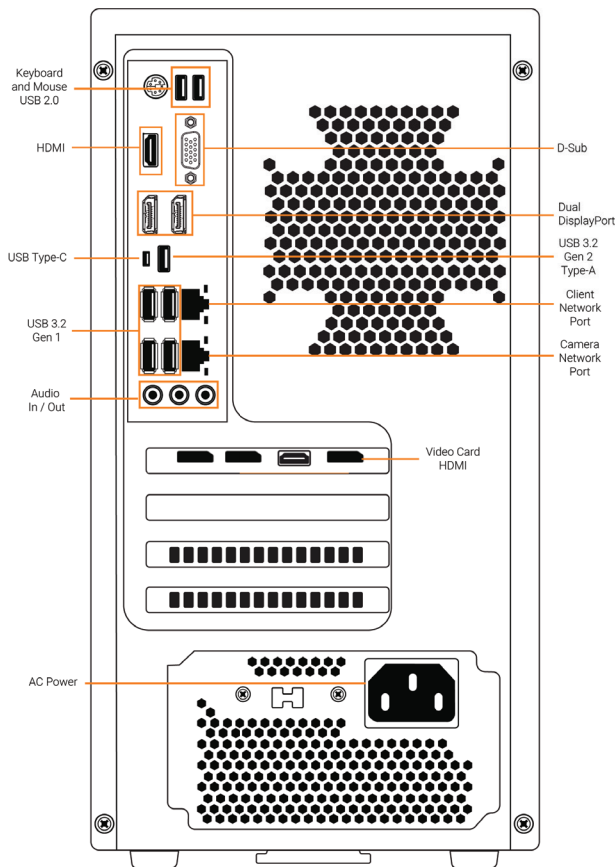 Keyboard
and Mouse
USB 2.0
HDMI
D-Sub
Dual
DisplayPort
USB Type-C
USB 3.2
Gen 2
Type-A
USB 3.2
Gen 1
Client
Network
Port
Camera
Network
Port
Audio
In / Out
Video Card
HDMI
AC Power